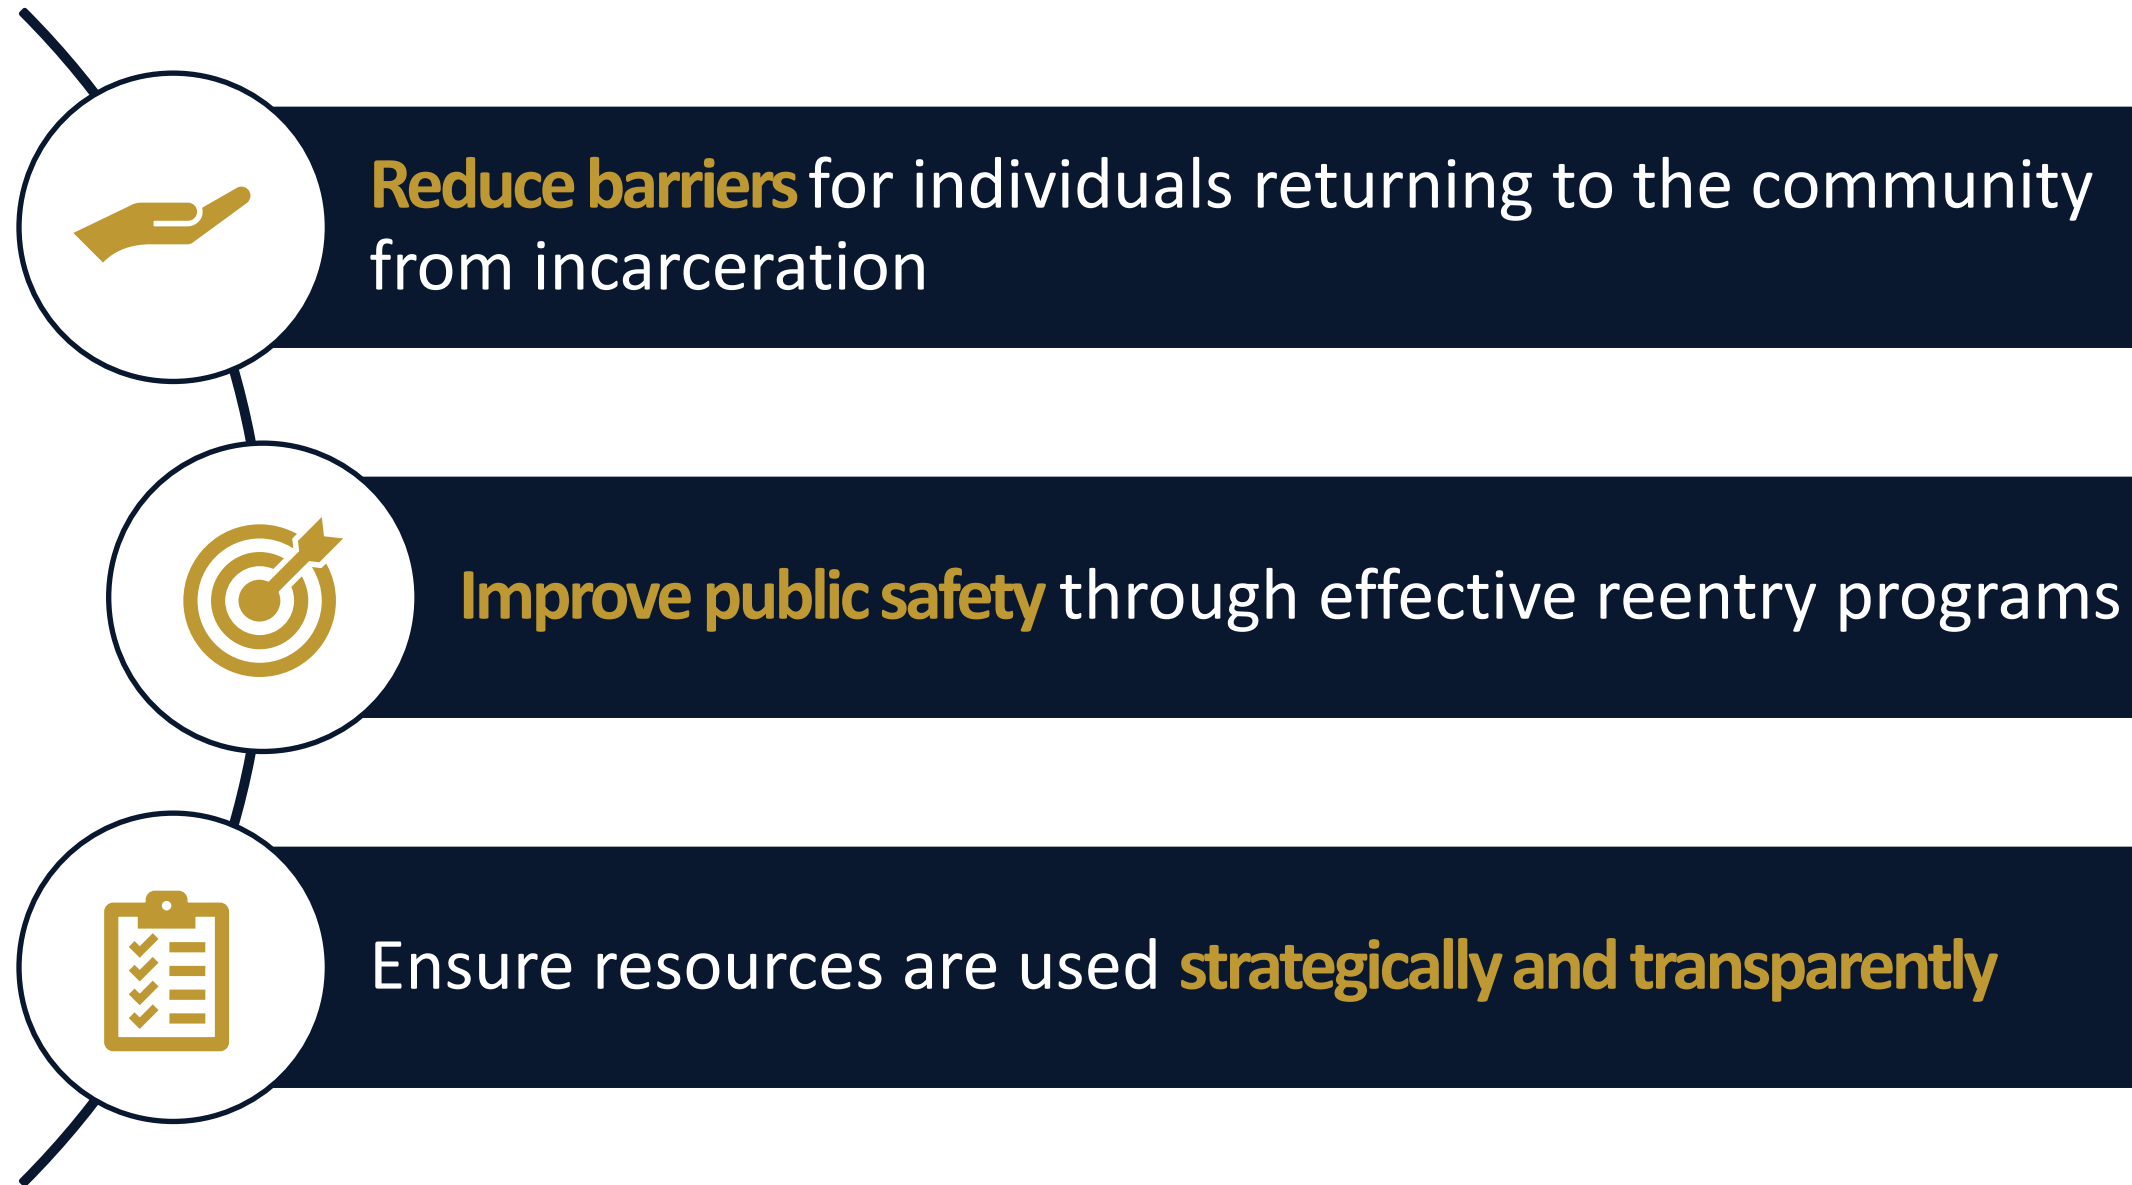 Reduce barriers for individuals returning to the community
from incarceration
Improve public safety through effective reentry programs
Ensure resources are used strategically and transparently